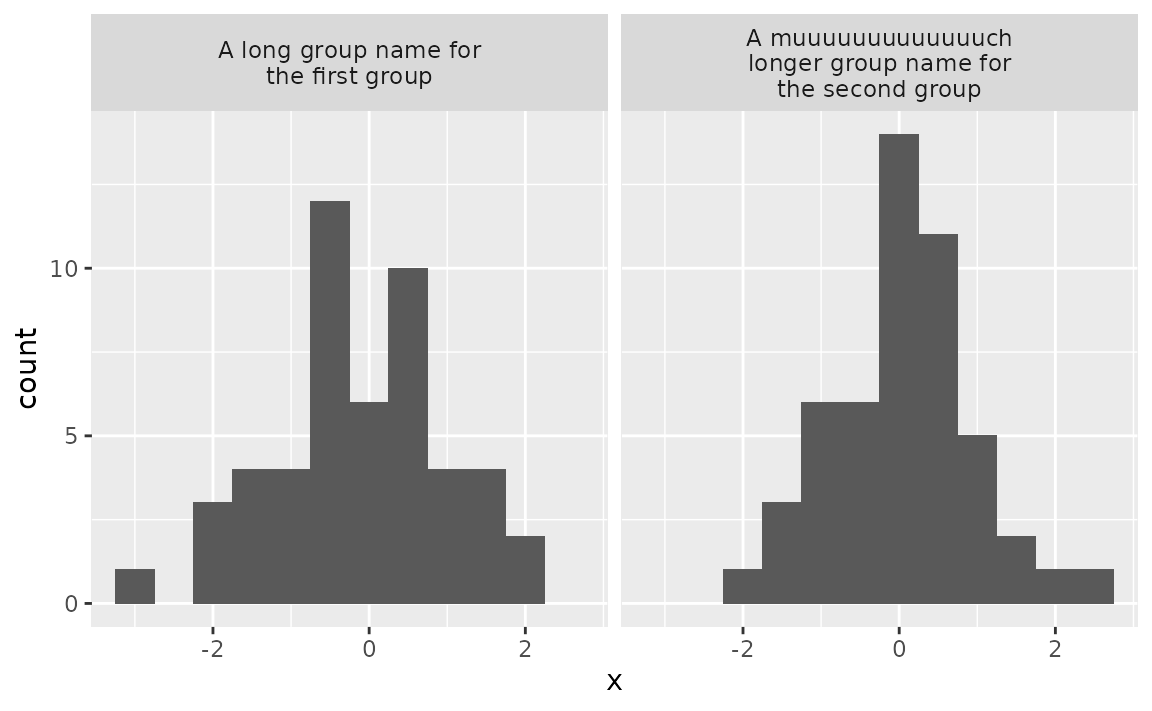 A long group name for
the first group
A muuuuuuuuuuuuuch
longer group name for
the second group
count
10
5
0
-2
0
2
-2
0
2
x